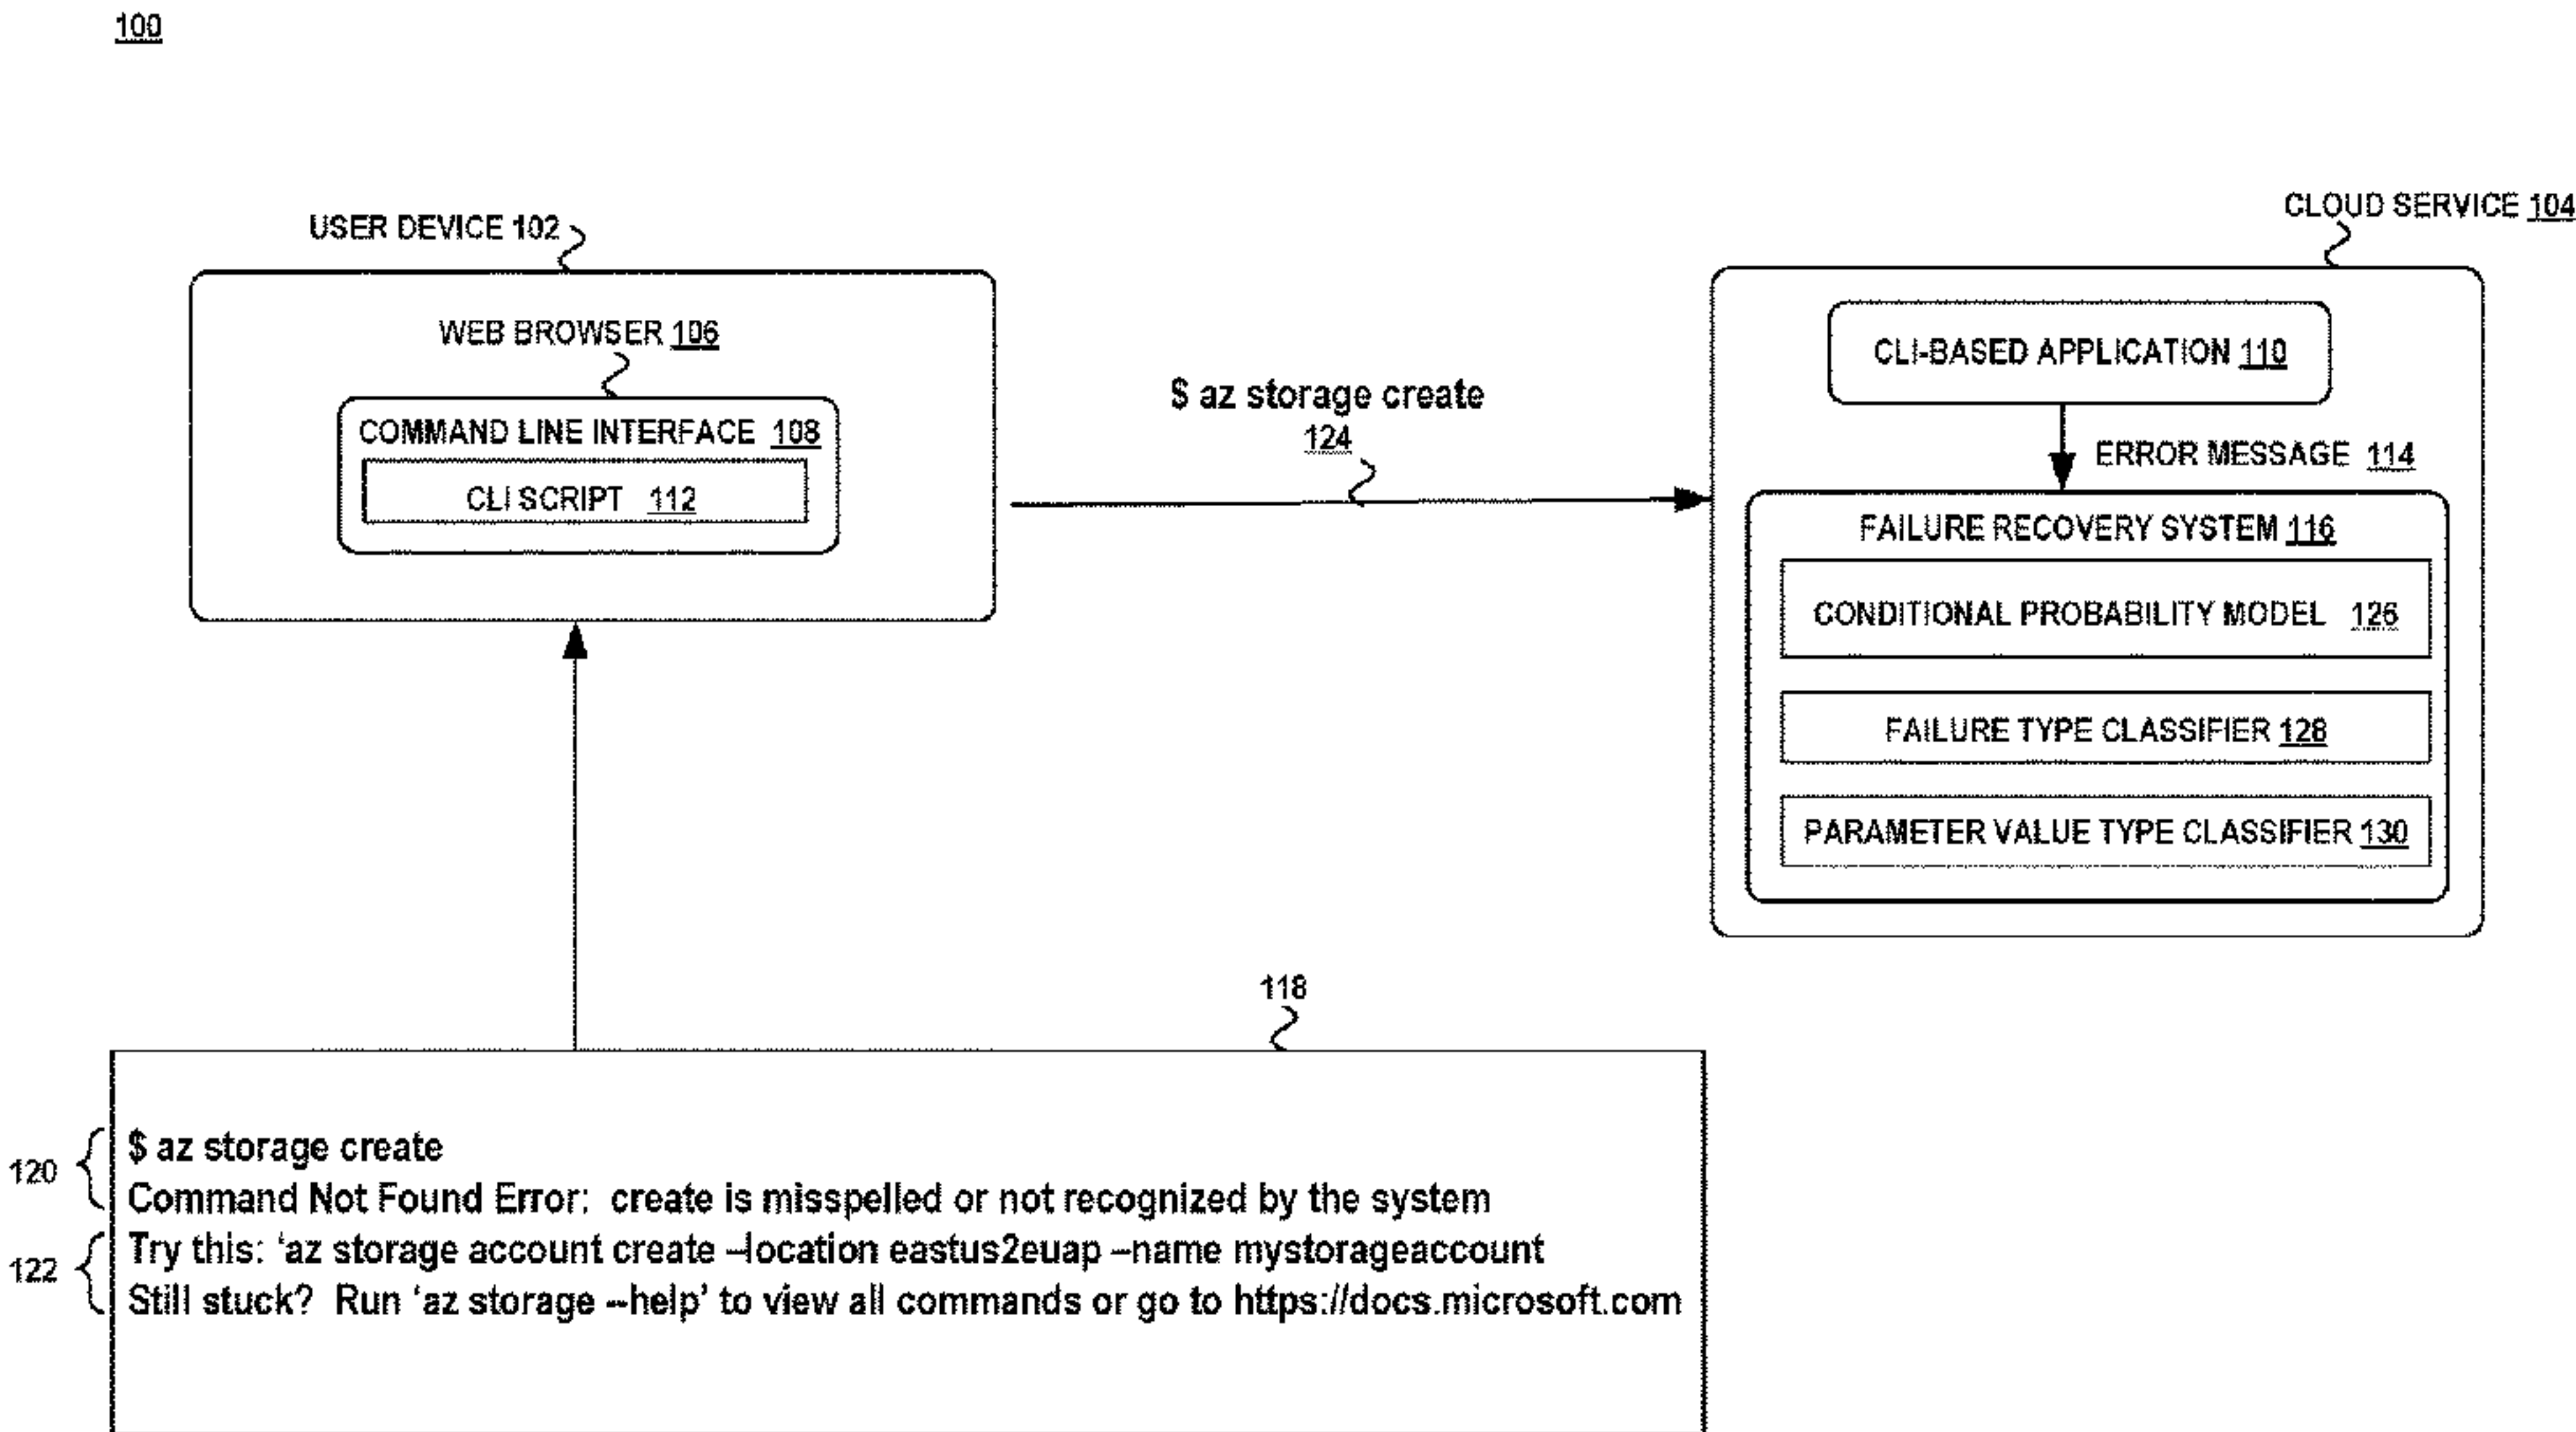 100
USER DEVICE 102
CLOUD SERVICE 104
WEB BROWSER 106
COMMAND LINE INTERFACE 108
CLI SCRIPT 112
$ az storage create
124
CLI-BASED APPLICATION 110
ERROR MESSAGE 114
FAILURE RECOVERY SYSTEM 116
CONDITIONAL PROBABILITY MODEL 126
FAILURE TYPE CLASSIFIER 128
PARAMETER VALUE TYPE CLASSIFIER 130
118
120
$ az storage create
Command Not Found Error: create is misspelled or not recognized by the system
122
Try this: ‘az storage account create –location eastus2euap –name mystorageaccount
Still stuck? Run ‘az storage --help’ to view all commands or go to https://docs.microsoft.com